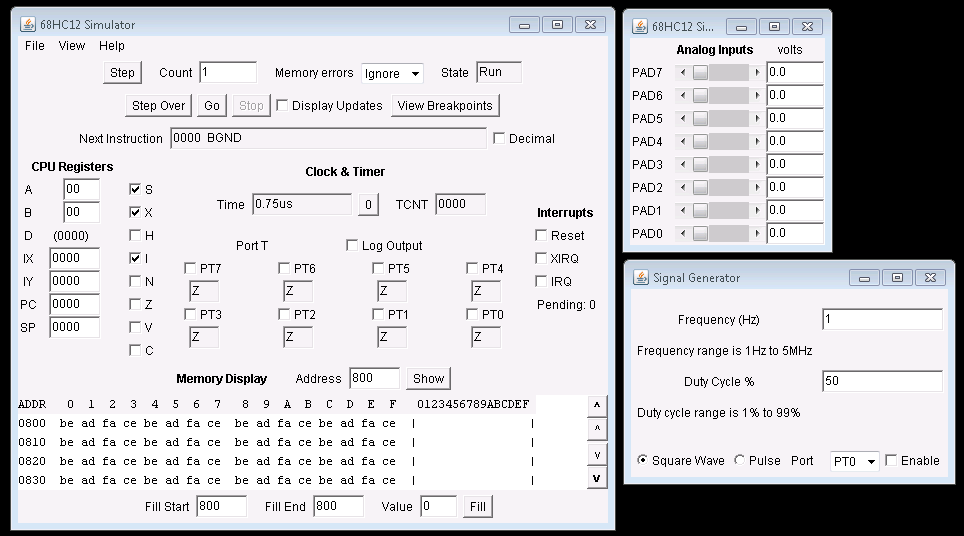 68HC12 Simulator
File View Help
Step Count 1 Memory errors Ignore State Run
Step Over Go Stop Display Updates View Breakpoints
Next Instruction 0000 BGND Decimal
CPU Registers
Clock & Timer
A 00 S
B 00 X
Time 0.75us 0 TCNT 0000
D (0000) H
IX 0000 I
IY 0000 N
PC 0000 Z
SP 0000 V
C
Port T Log Output
PT7 PT6 PT5 PT4
Z Z Z Z
PT3 PT2 PT1 PT0
Z Z Z Z
Interrupts
Reset
XIRQ
IRQ
Pending: 0
Memory Display Address 800 Show
ADDR 0 1 2 3 4 5 6 7 8 9 A B C D E F 0123456789ABCDEF
0800 be ad fa ce be ad fa ce be ad fa ce be ad fa ce | |
0810 be ad fa ce be ad fa ce be ad fa ce be ad fa ce | |
0820 be ad fa ce be ad fa ce be ad fa ce be ad fa ce | |
0830 be ad fa ce be ad fa ce be ad fa ce be ad fa ce | |
^
^
v
v
Fill Start 800 Fill End 800 Value 0 Fill
68HC12 Si...
Analog Inputs volts
PAD7 0.0
PAD6 0.0
PAD5 0.0
PAD4 0.0
PAD3 0.0
PAD2 0.0
PAD1 0.0
PAD0 0.0
Signal Generator
Frequency (Hz) 1
Frequency range is 1Hz to 5MHz
Duty Cycle % 50
Duty cycle range is 1% to 99%
Square Wave Pulse Port PT0 Enable